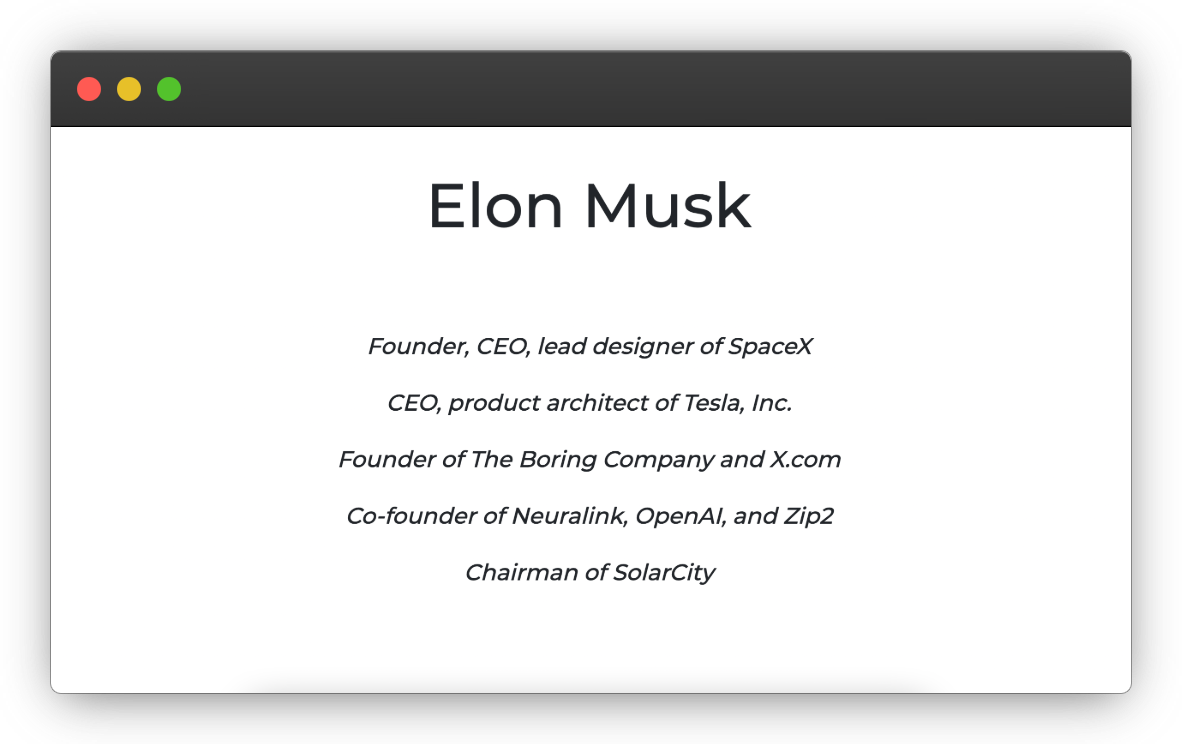 Elon Musk
Founder, CEO, lead designer of SpaceX
CEO, product architect of Tesla, Inc.
Founder of The Boring Company and X.com
Co-founder of Neuralink, OpenAI, and Zip2
Chairman of SolarCity